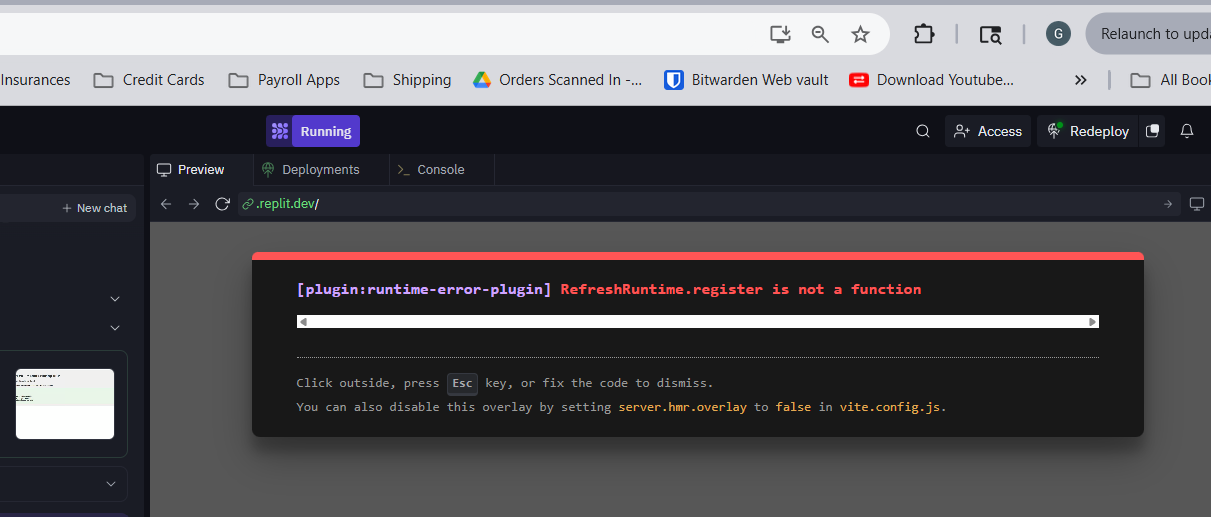 G
Relaunch to upda
Insurances
Credit Cards
Payroll Apps
Shipping
Orders Scanned In -...
Bitwarden Web vault
Download Youtube...
All Book
Running
Access
Redeploy
Preview
Deployments
Console
New chat
.replit.dev/
[plugin:runtime-error-plugin] RefreshRuntime.register is not a function
Click outside, press Esc key, or fix the code to dismiss.
You can also disable this overlay by setting server.hmr.overlay to false in vite.config.js.